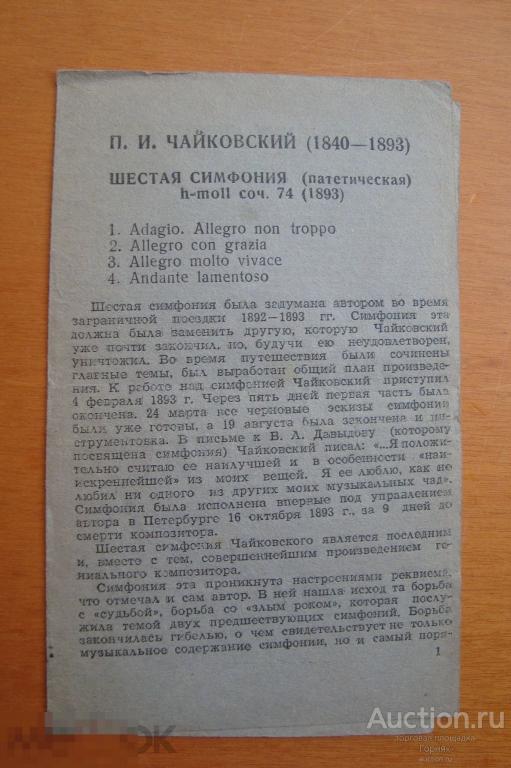 П. И. ЧАЙКОВСКИЙ (1840—1893)
ШЕСТАЯ СИМФОНИЯ (патетическая)
h-moll соч. 74 (1893)
1. Adagio. Allegro non troppo
2. Allegro con grazia
3. Allegro molto vivace
4. Andante lamentoso
Шестая симфония была задумана автором во время
заграничной поездки 1892—1893 гг. Симфония эта
должна была заменить другую, которую Чайковский
уже почти закончил, но, будучи ею неудовлетворен,
уничтожил. Во время путешествия были сочинены
главные темы, был выработан общий план произведе-
ния. К работе над симфонией Чайковский приступил
4 февраля 1893 г. Через пять дней первая часть была
окончена. 24 марта все черновые эскизы симфонии
были уже готовы, а 19 августа была закончена и ин-
струментовка. В письме к В. Л. Давыдову (которому
посвящена симфония) Чайковский писал: «...Я положи-
тельно считаю ее наилучшей и в особенности «наи-
искреннейшей» из моих вещей. Я ее люблю, как не
любил ни одного из других моих музыкальных чад».
Симфония была исполнена впервые под управлением
автора в Петербурге 16 октября 1893 г., за 9 дней до
смерти композитора.
Шестая симфония Чайковского является последним
и, вместе с тем, совершеннейшим произведением ге-
ниального композитора.
Симфония эта проникнута настроениями реквиема,
что отмечал и сам автор. В ней нашла исход та борьба
с «судьбой», борьба со «злым роком», которая послу-
жила темой двух предшествующих симфоний. Борьба
закончилась гибелью, о чем свидетельствует не только
музыкальное содержание симфонии, но и самый поря-
1
Auction.ru
торговая площадка
Горняк-
auction.ru